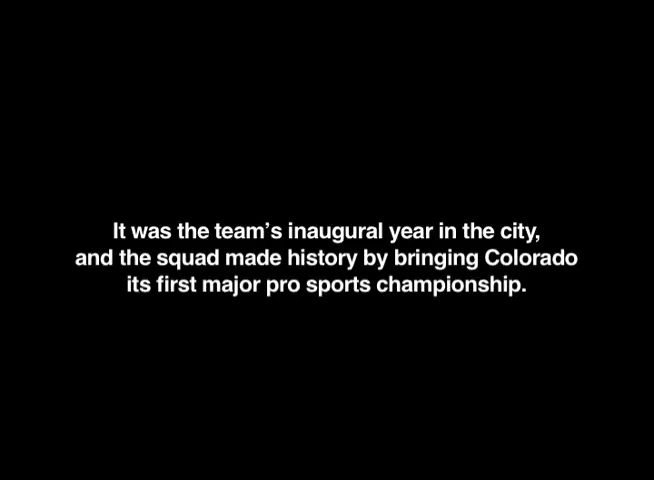 It was the team’s inaugural year in the city,
and the squad made history by bringing Colorado
its first major pro sports championship.